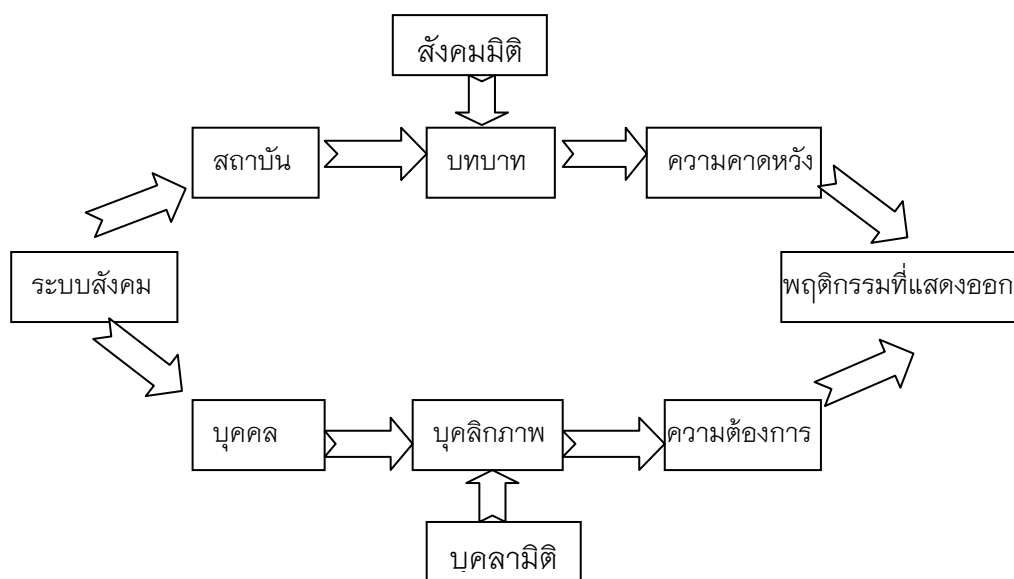 สังคมมิติ
สถาบัน
บทบาท
ความคาดหวัง
ระบบสังคม
พฤติกรรมที่แสดงออก
บุคคล
บุคลิกภาพ
ความต้องการ
บุคลามิติ